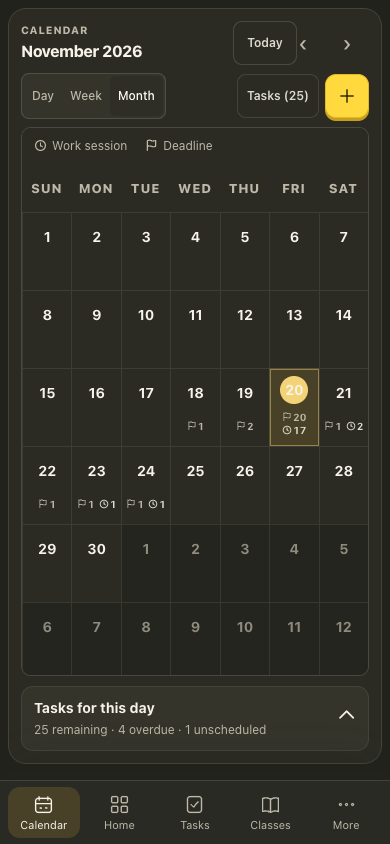 CALENDAR
November 2026
Today
Day Week Month
Tasks (25)
Work session Deadline
SUN MON TUE WED THU FRI SAT
1 2 3 4 5 6 7
8 9 10 11 12 13 14
15 16 17 18 19 20 21
1 2 20 17 1 2
22 23 24 25 26 27 28
1 1 1 1 1
29 30 1 2 3 4 5
6 7 8 9 10 11 12
Tasks for this day
25 remaining · 4 overdue · 1 unscheduled
Calendar Home Tasks Classes More